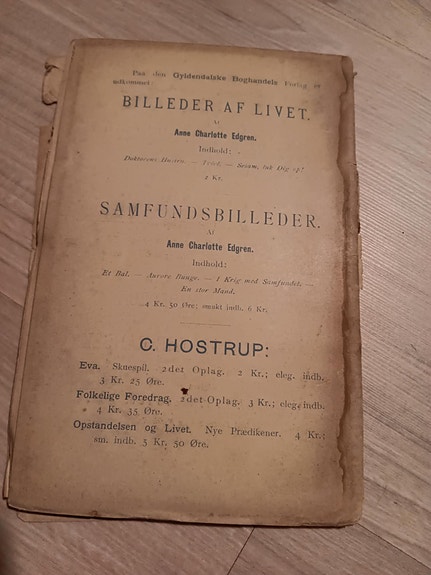 Paa den Gyldendalske Boghandels Forlag er
udkommet:
BILLEDER AF LIVET.
Af
Anne Charlotte Edgren.
Indhold:
Doktorens Hustru. — Tvivl. — Sesam, luk Dig op!
2 Kr.
SAMFUNDSBILLEDER.
Af
Anne Charlotte Edgren.
Indhold:
Et Bal. — Aurore Bunge. — I Krig med Samfundet.
En stor Mand.
4 Kr. 50 Øre; smukt indb. 6 Kr.
C. HOSTRUP:
Eva. Skuespil. 2det Oplag. 2 Kr.; eleg. indb.
3 Kr. 25 Øre.
Folkelige Foredrag. 2det Oplag. 3 Kr.; eleg. indb.
4 Kr. 35 Øre.
Opstandelsen og Livet. Nye Prædikener. 4 Kr.;
sm. indb. 5 Kr. 50 Øre.